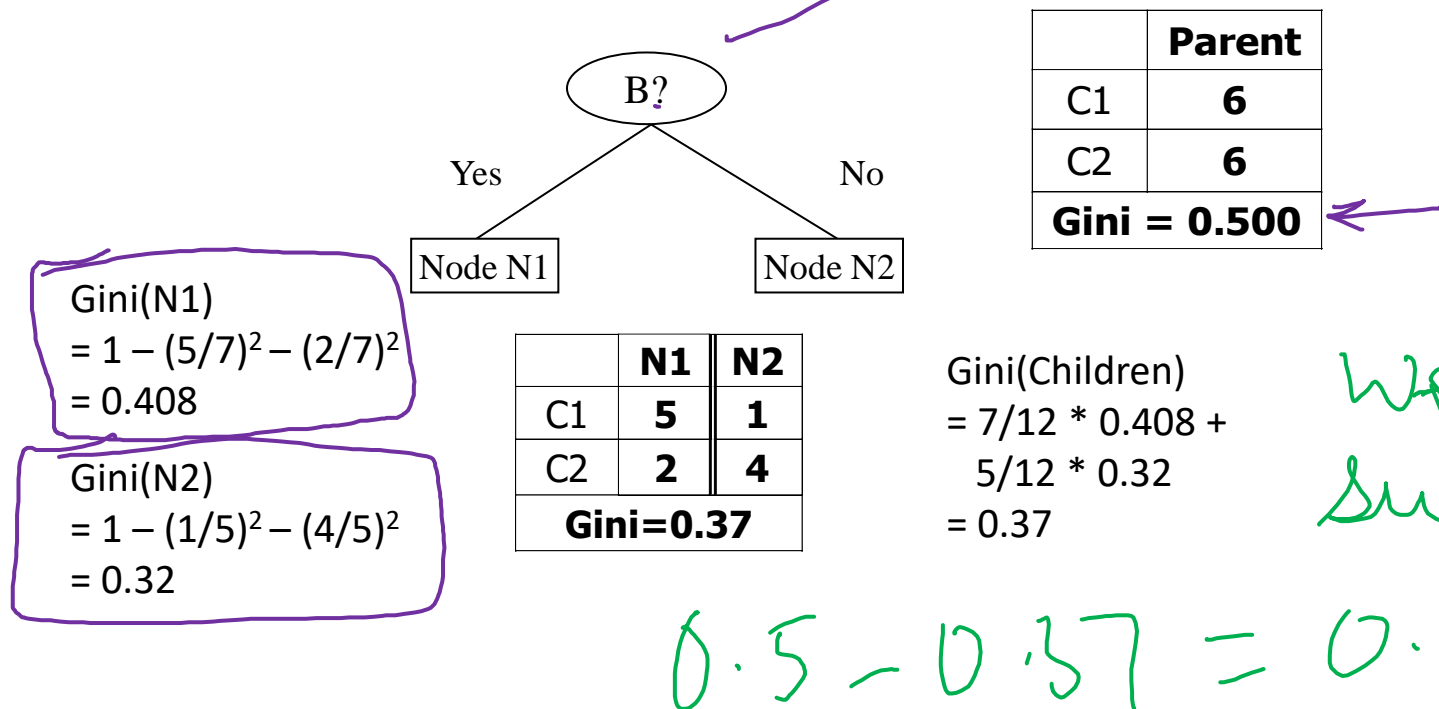 B?
Yes
No
Node N1
Node N2
Parent
C1 6
C2 6
Gini = 0.500
Gini(N1)
= 1 – (5/7)² – (2/7)²
= 0.408
Gini(N2)
= 1 – (1/5)² – (4/5)²
= 0.32
N1 N2
C1 5 1
C2 2 4
Gini=0.37
Gini(Children)
= 7/12 * 0.408 +
5/12 * 0.32
= 0.37
0.5 - 0.37 = 0.